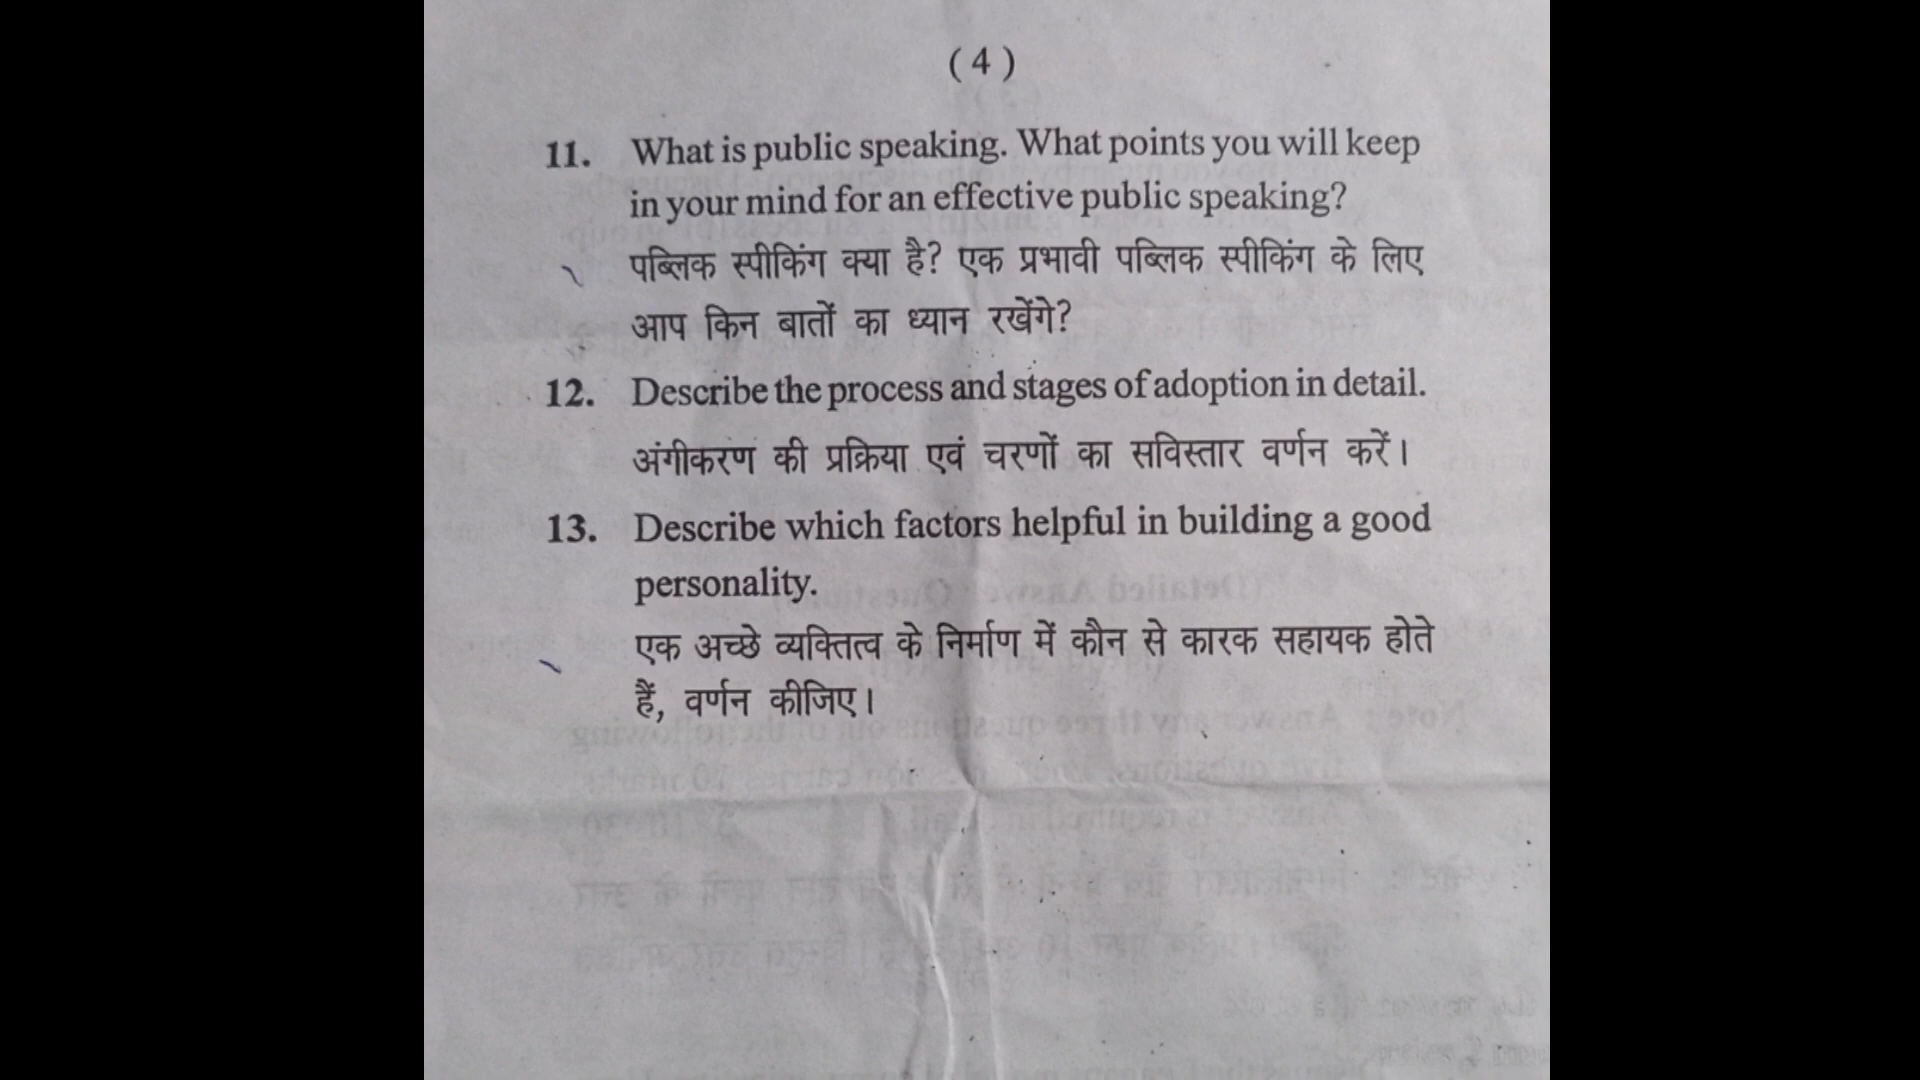 ( 4 )
11. What is public speaking. What points you will keep
in your mind for an effective public speaking?
पब्लिक स्पीकिंग क्या है? एक प्रभावी पब्लिक स्पीकिंग के लिए
आप किन बातों का ध्यान रखेंगे?
12. Describe the process and stages of adoption in detail.
अंगीकरण की प्रक्रिया एवं चरणों का सविस्तार वर्णन करें।
13. Describe which factors helpful in building a good
personality.
एक अच्छे व्यक्तित्व के निर्माण में कौन से कारक सहायक होते
हैं, वर्णन कीजिए।